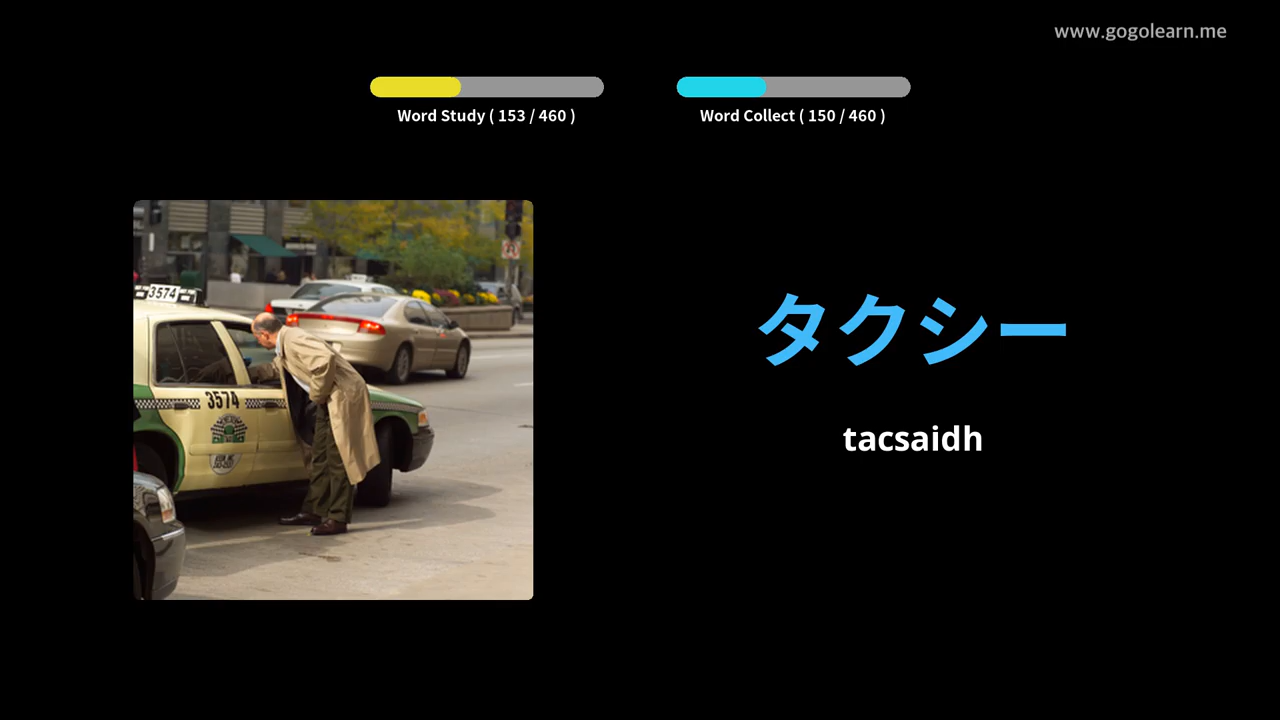 www.gogolearn.me
Word Study ( 153 / 460 )
Word Collect ( 150 / 460 )
3574
3574
タクシー
tacsaidh